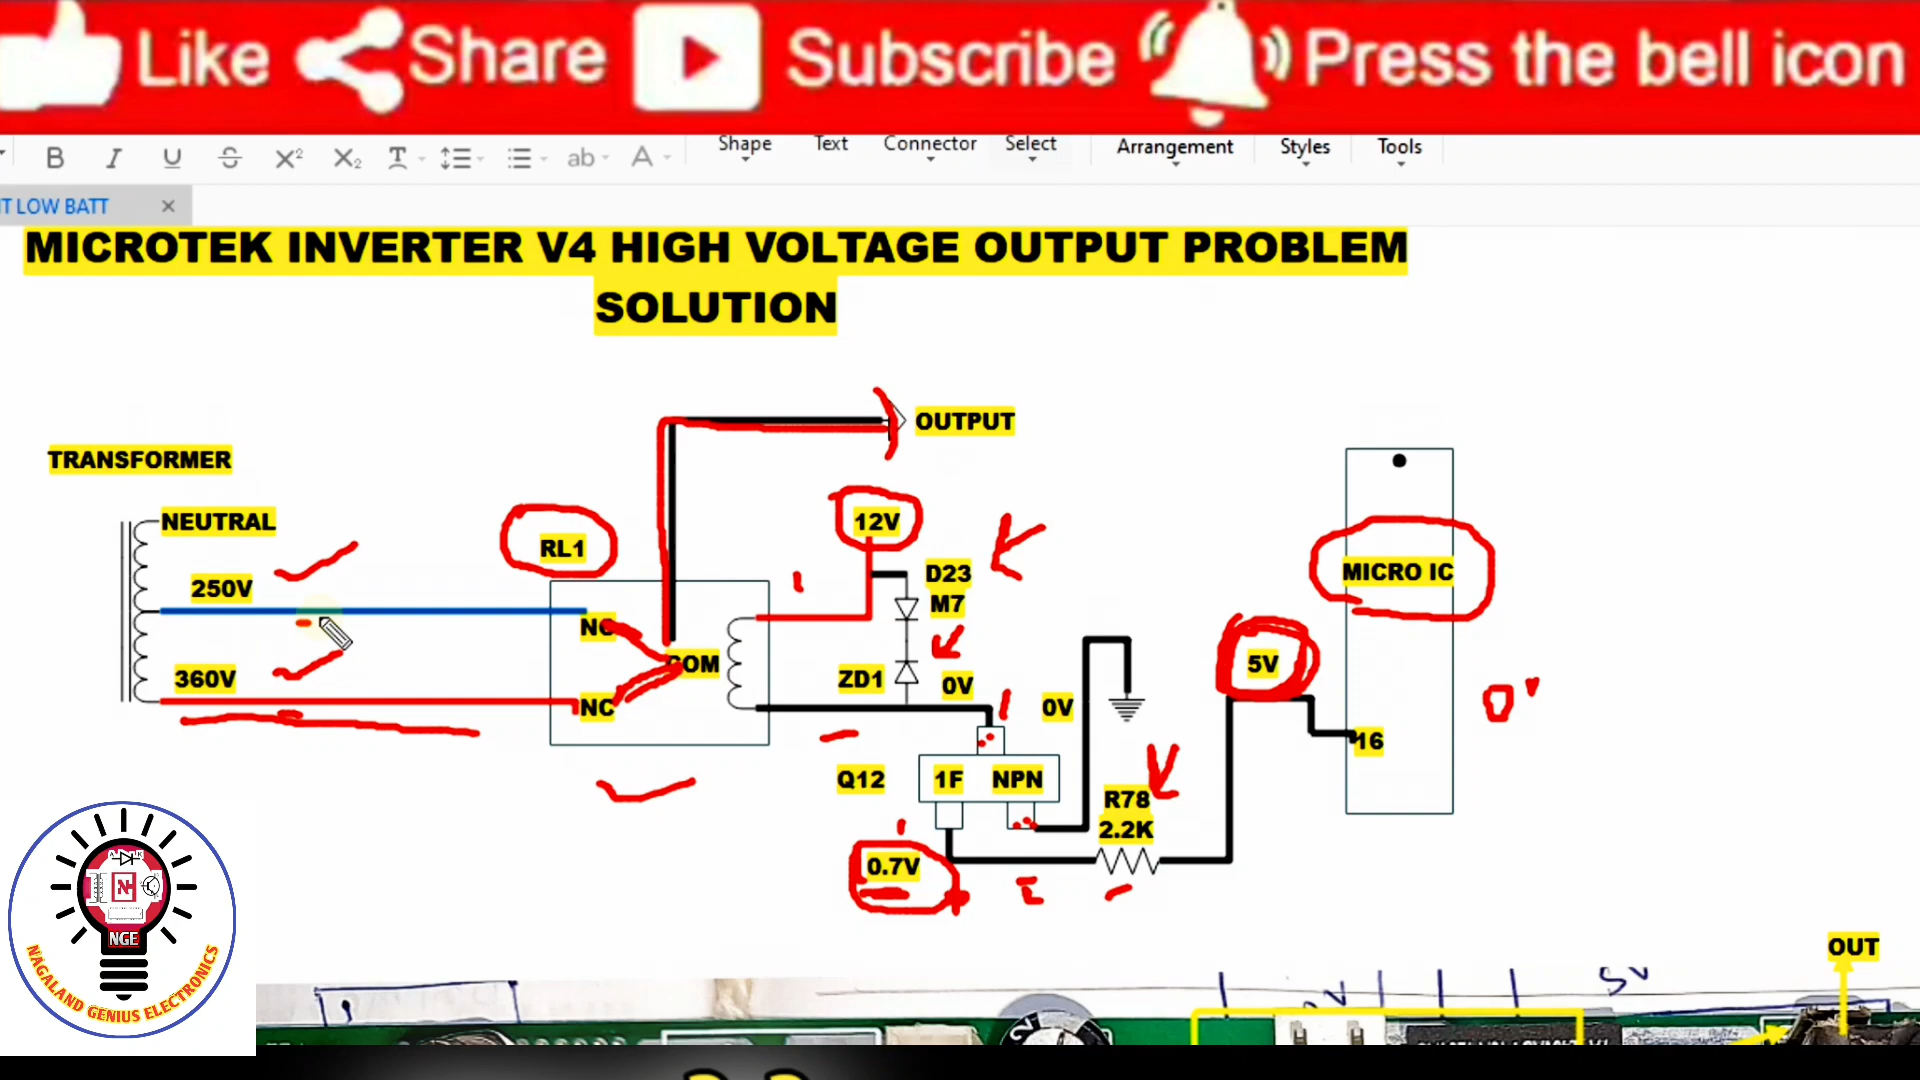 Like Share Subscribe Press the bell icon
Shape Text Connector Select Arrangement Styles Tools
B I U S X² X₂ T ab A
T LOW BATT
MICROTEK INVERTER V4 HIGH VOLTAGE OUTPUT PROBLEM
SOLUTION
OUTPUT
TRANSFORMER
NEUTRAL
12V
RL1
250V
D23
M7
MICRO IC
NC
COM
5V
360V
ZD1
0V
0V
NC
16
Q12
1F
NPN
R78
2.2K
0.7V
NGE
NAGALAND GENIUS ELECTRONICS
OUT
5V